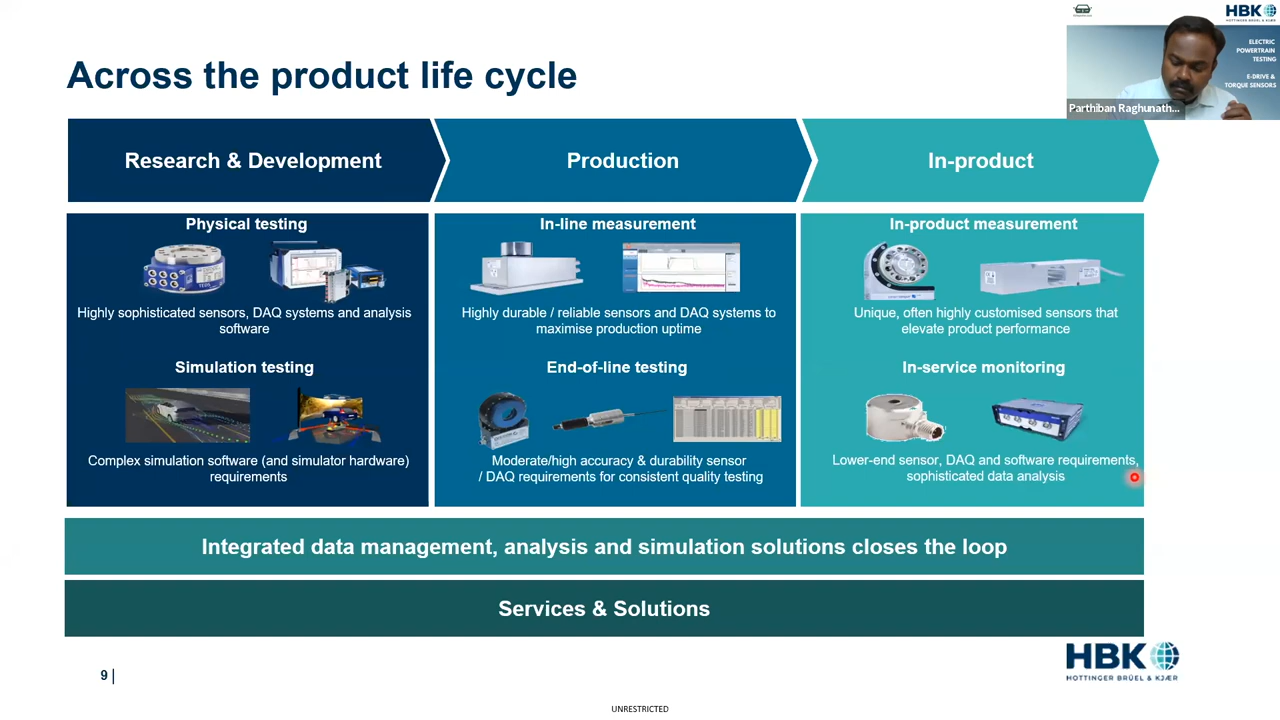 Across the product life cycle
HBK
HOTTINGER BRÜEL & KJÆR
ELECTRIC
POWERTRAIN
TESTING
E-DRIVE &
TORQUE SENSORS
Parthiban Raghunath...
Research & Development
Production
In-product
Physical testing
Highly sophisticated sensors, DAQ systems and analysis
software
Simulation testing
Complex simulation software (and simulator hardware)
requirements
In-line measurement
Highly durable / reliable sensors and DAQ systems to
maximise production uptime
End-of-line testing
Moderate/high accuracy & durability sensor
/ DAQ requirements for consistent quality testing
In-product measurement
Unique, often highly customised sensors that
elevate product performance
In-service monitoring
Lower-end sensor, DAQ and software requirements,
sophisticated data analysis
Integrated data management, analysis and simulation solutions closes the loop
Services & Solutions
9 |
HBK
HOTTINGER BRÜEL & KJÆR
UNRESTRICTED